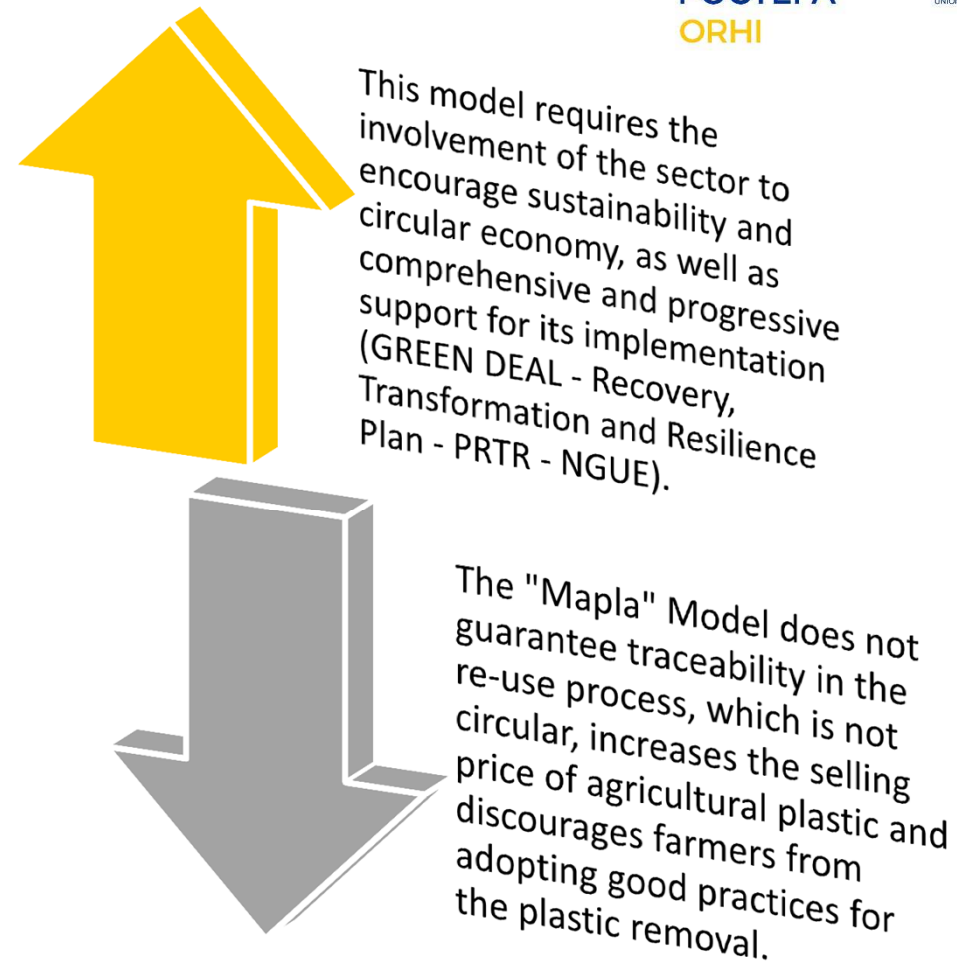 ORHI
This model requires the
involvement of the sector to
encourage sustainability and
circular economy, as well as
comprehensive and progressive
support for its implementation
(GREEN DEAL - Recovery,
Transformation and Resilience
Plan - PRTR - NGUE).
The "Mapla" Model does not
guarantee traceability in the
re-use process, which is not
circular, increases the selling
price of agricultural plastic and
discourages farmers from
adopting good practices for
the plastic removal.